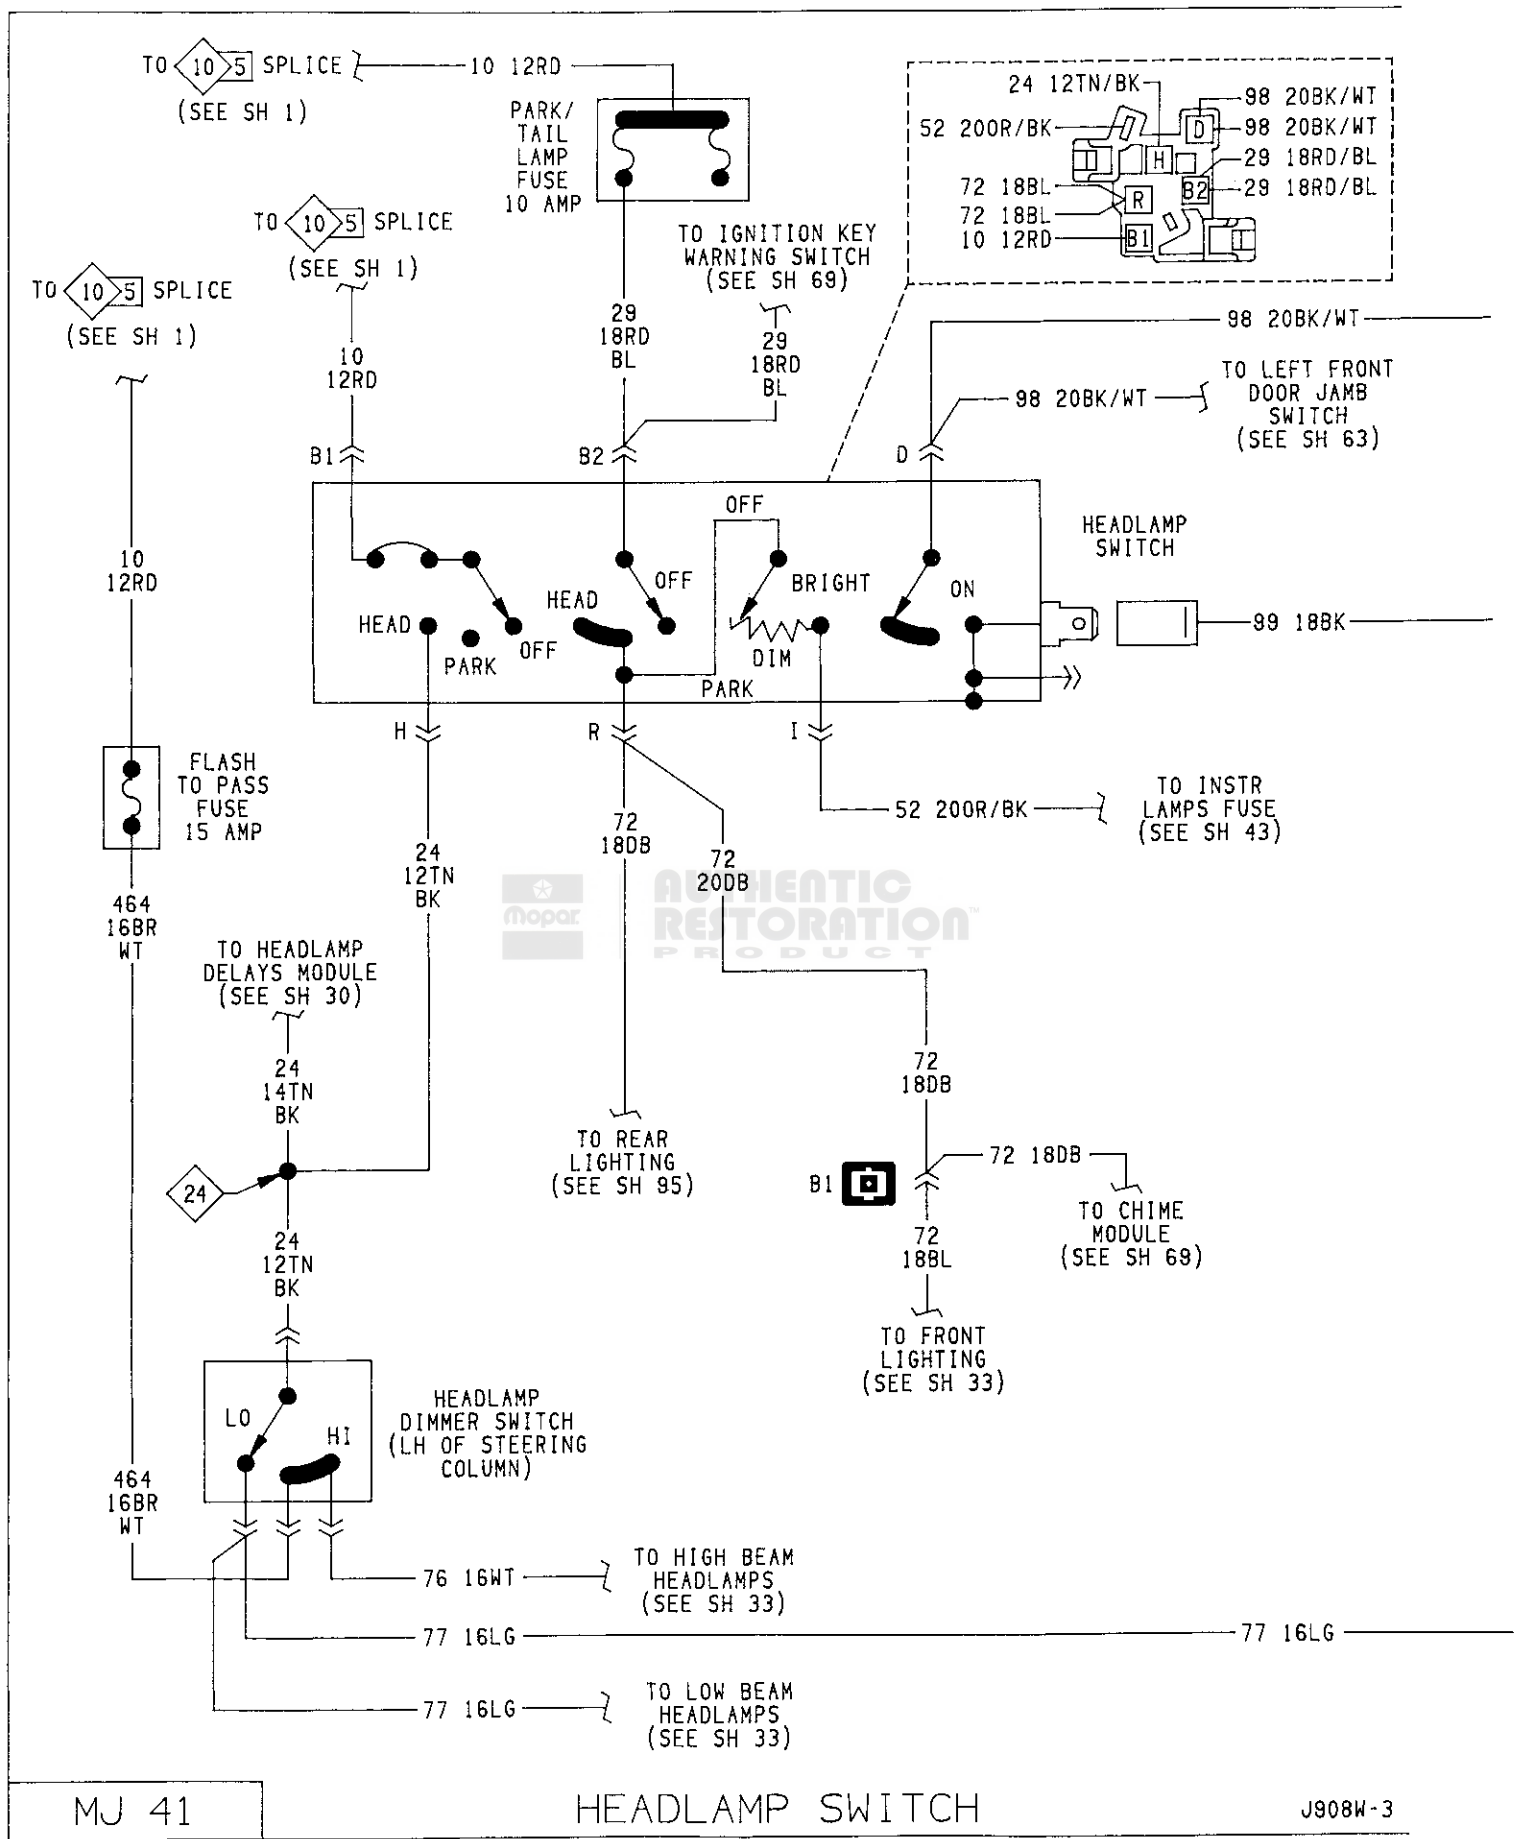 TO 10 5 SPLICE
(SEE SH 1)
10 12RD
PARK/
TAIL
LAMP
FUSE
10 AMP
24 12TN/BK
52 200R/BK
98 20BK/WT
98 20BK/WT
29 18RD/BL
29 18RD/BL
72 18BL
72 18BL
10 12RD
D
H
B2
R
B1
TO 10 5 SPLICE
(SEE SH 1)
TO IGNITION KEY
WARNING SWITCH
(SEE SH 69)
TO 10 5 SPLICE
(SEE SH 1)
29
18RD
BL
29
18RD
BL
10
12RD
98 20BK/WT
98 20BK/WT
TO LEFT FRONT
DOOR JAMB
SWITCH
(SEE SH 63)
B1
B2
D
OFF
HEADLAMP
SWITCH
10
12RD
HEAD
PARK
OFF
HEAD
OFF
BRIGHT
DIM
PARK
ON
99 18BK
H
R
I
FLASH
TO PASS
FUSE
15 AMP
52 200R/BK
TO INSTR
LAMPS FUSE
(SEE SH 43)
72
18DB
72
20DB
24
12TN
BK
464
16BR
WT
Mopar
AUTHENTIC
RESTORATION™
PRODUCT
TO HEADLAMP
DELAYS MODULE
(SEE SH 30)
24
14TN
BK
72
18DB
TO REAR
LIGHTING
(SEE SH 95)
B1
72 18DB
TO CHIME
MODULE
(SEE SH 69)
24
24
12TN
BK
72
18BL
TO FRONT
LIGHTING
(SEE SH 33)
LO
HI
HEADLAMP
DIMMER SWITCH
(LH OF STEERING
COLUMN)
464
16BR
WT
76 16WT
TO HIGH BEAM
HEADLAMPS
(SEE SH 33)
77 16LG
77 16LG
77 16LG
TO LOW BEAM
HEADLAMPS
(SEE SH 33)
MJ 41
HEADLAMP SWITCH
J908W-3